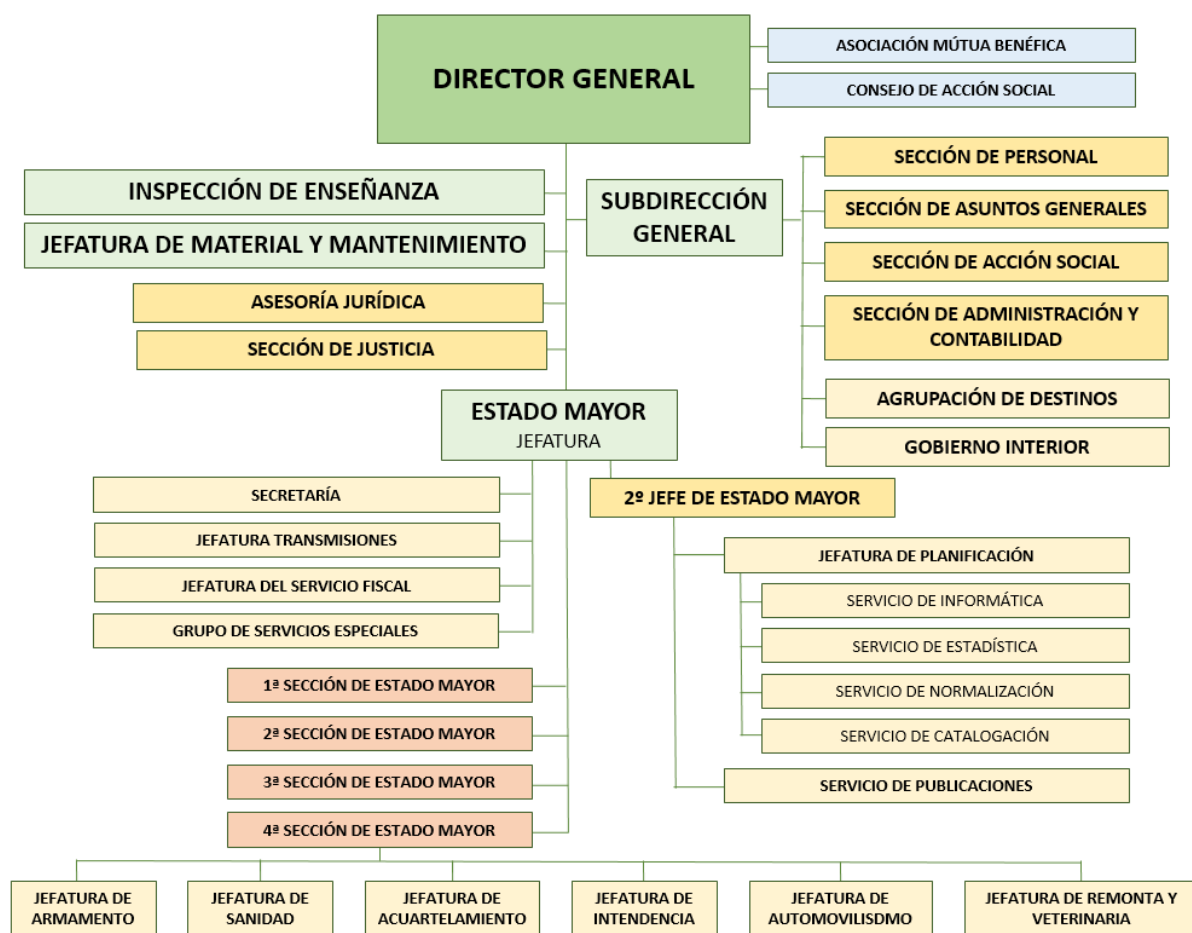 DIRECTOR GENERAL
ASOCIACIÓN MÚTUA BENÉFICA
CONSEJO DE ACCIÓN SOCIAL
INSPECCIÓN DE ENSEÑANZA
JEFATURA DE MATERIAL Y MANTENIMIENTO
ASESORÍA JURÍDICA
SECCIÓN DE JUSTICIA
SUBDIRECCIÓN
GENERAL
SECCIÓN DE PERSONAL
SECCIÓN DE ASUNTOS GENERALES
SECCIÓN DE ACCIÓN SOCIAL
SECCIÓN DE ADMINISTRACIÓN Y
CONTABILIDAD
AGRUPACIÓN DE DESTINOS
GOBIERNO INTERIOR
ESTADO MAYOR
JEFATURA
SECRETARÍA
JEFATURA TRANSMISIONES
JEFATURA DEL SERVICIO FISCAL
GRUPO DE SERVICIOS ESPECIALES
2º JEFE DE ESTADO MAYOR
JEFATURA DE PLANIFICACIÓN
SERVICIO DE INFORMÁTICA
SERVICIO DE ESTADÍSTICA
SERVICIO DE NORMALIZACIÓN
SERVICIO DE CATALOGACIÓN
SERVICIO DE PUBLICACIONES
1ª SECCIÓN DE ESTADO MAYOR
2ª SECCIÓN DE ESTADO MAYOR
3ª SECCIÓN DE ESTADO MAYOR
4ª SECCIÓN DE ESTADO MAYOR
JEFATURA DE
ARMAMENTO
JEFATURA DE
SANIDAD
JEFATURA DE
ACUARTELAMIENTO
JEFATURA DE
INTENDENCIA
JEFATURA DE
AUTOMOVILISDMO
JEFATURA DE REMONTA Y
VETERINARIA